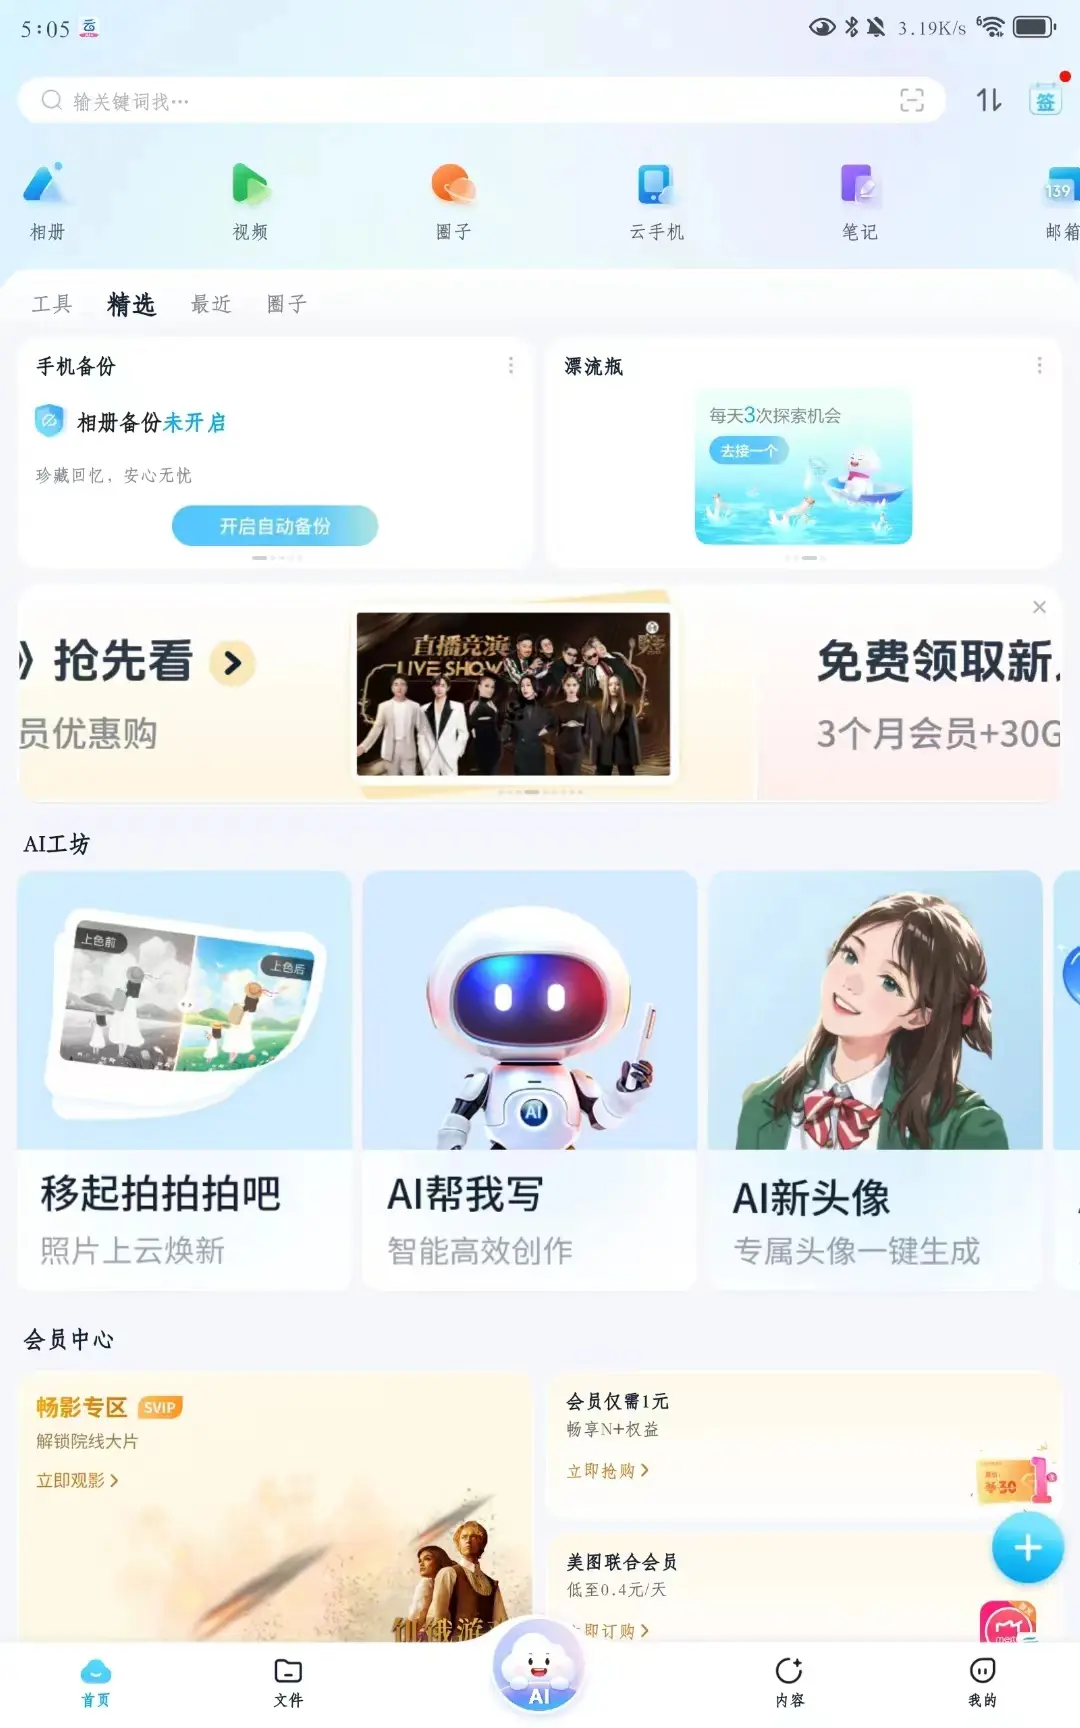 5:05
云
3.19K/s
6
输关键词找···
签
相册
视频
圈子
云手机
笔记
139
邮箱
工具
精选
最近
圈子
手机备份
相册备份未开启
珍藏回忆，安心无忧
开启自动备份
漂流瓶
每天3次探索机会
去接一个
》抢先看
员优惠购
直播竞演
LIVE SHOW
免费领取新
3个月会员+30G
AI工坊
上色前
上色后
移起拍拍拍吧
照片上云焕新
AI
AI帮我写
智能高效创作
AI新头像
专属头像一键生成
会员中心
畅影专区
SVIP
解锁院线大片
立即观影
饥饿游
会员仅需1元
畅享N+权益
立即抢购
30
1
美图联合会员
低至0.4元/天
即订购
首页
文件
AI
内容
我的